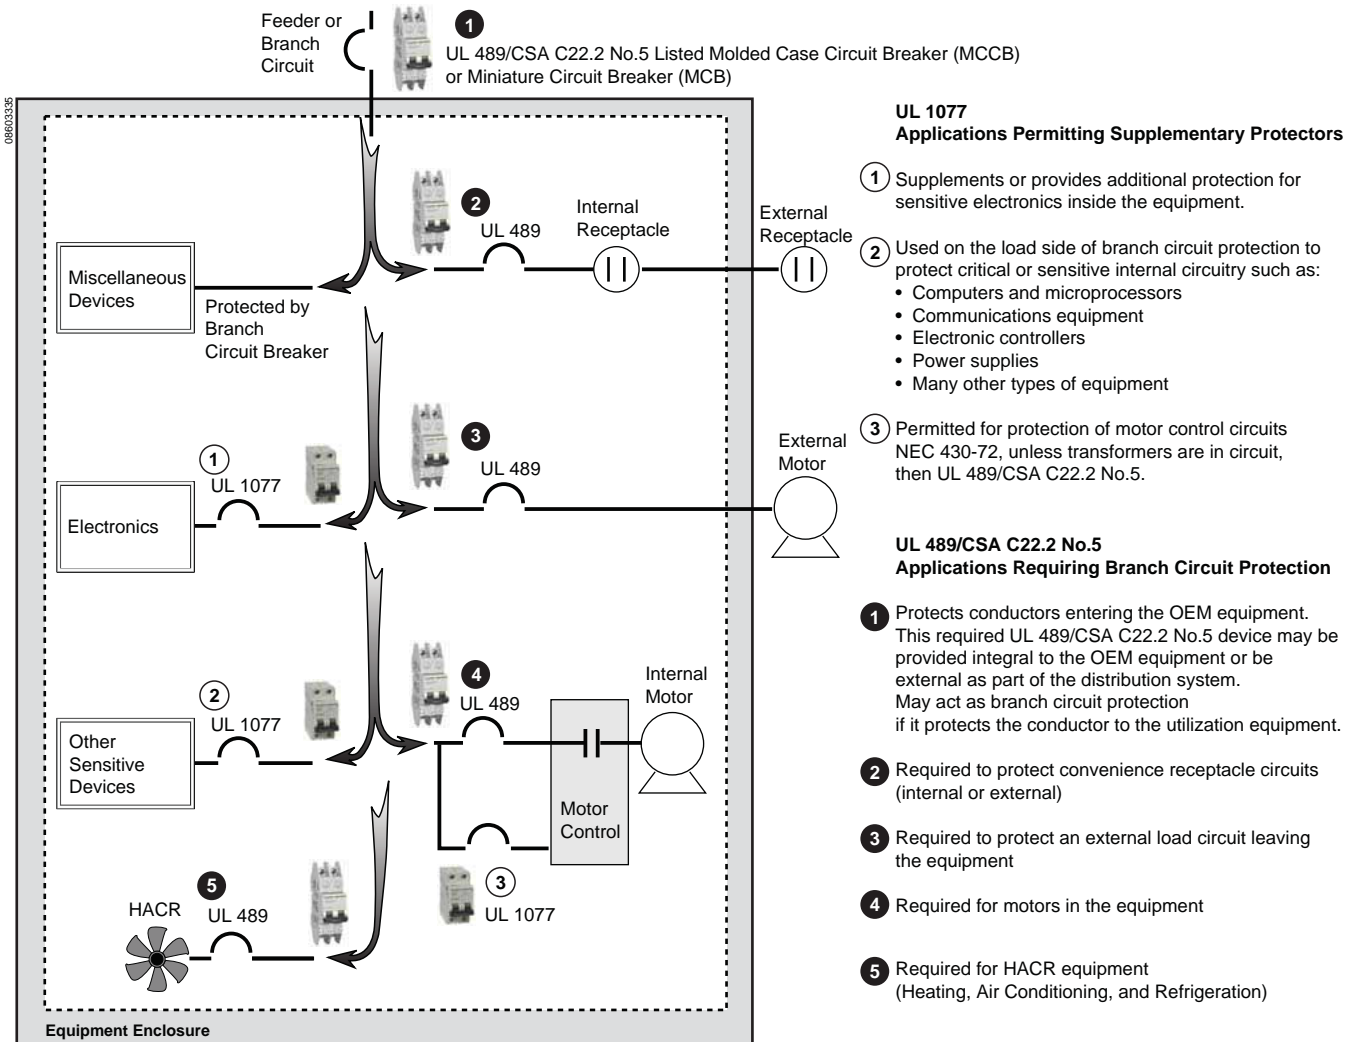 Feeder or
Branch
Circuit
1
UL 489/CSA C22.2 No.5 Listed Molded Case Circuit Breaker (MCCB)
or Miniature Circuit Breaker (MCB)
08603335
2
UL 489
Internal
Receptacle
External
Receptacle
Miscellaneous
Devices
Protected by
Branch
Circuit Breaker
3
UL 489
External
Motor
1
UL 1077
Electronics
4
UL 489
Internal
Motor
2
UL 1077
Other
Sensitive
Devices
Motor
Control
3
UL 1077
5
UL 489
HACR
Equipment Enclosure
UL 1077
Applications Permitting Supplementary Protectors
1 Supplements or provides additional protection for
sensitive electronics inside the equipment.
2 Used on the load side of branch circuit protection to
protect critical or sensitive internal circuitry such as:
• Computers and microprocessors
• Communications equipment
• Electronic controllers
• Power supplies
• Many other types of equipment
3 Permitted for protection of motor control circuits
NEC 430-72, unless transformers are in circuit,
then UL 489/CSA C22.2 No.5.
UL 489/CSA C22.2 No.5
Applications Requiring Branch Circuit Protection
1 Protects conductors entering the OEM equipment.
This required UL 489/CSA C22.2 No.5 device may be
provided integral to the OEM equipment or be
external as part of the distribution system.
May act as branch circuit protection
if it protects the conductor to the utilization equipment.
2 Required to protect convenience receptacle circuits
(internal or external)
3 Required to protect an external load circuit leaving
the equipment
4 Required for motors in the equipment
5 Required for HACR equipment
(Heating, Air Conditioning, and Refrigeration)